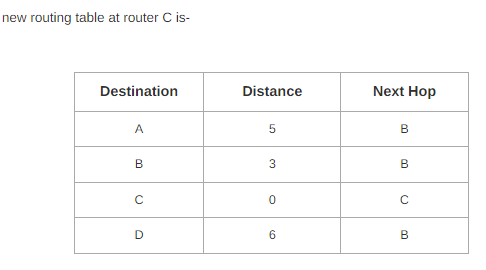 new routing table at router C is-
Destination Distance Next Hop
A 5 B
B 3 B
C 0 C
D 6 B